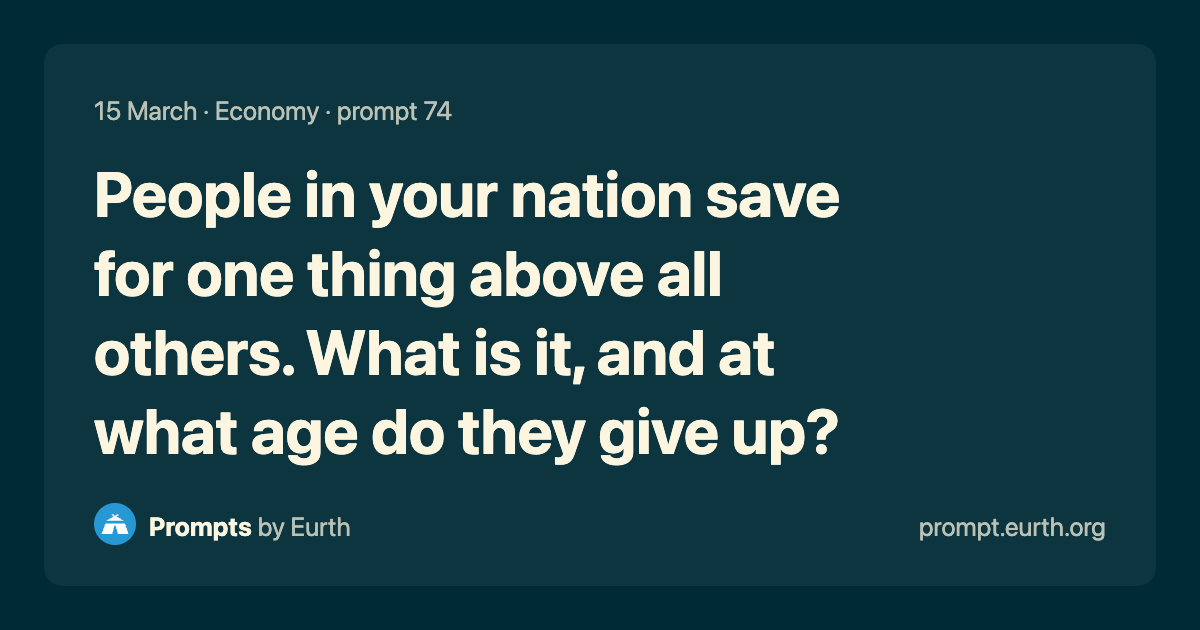 15 March · Economy · prompt 74
People in your nation save
for one thing above all
others. What is it, and at
what age do they give up?
Prompts by Eurth
prompt.eurth.org